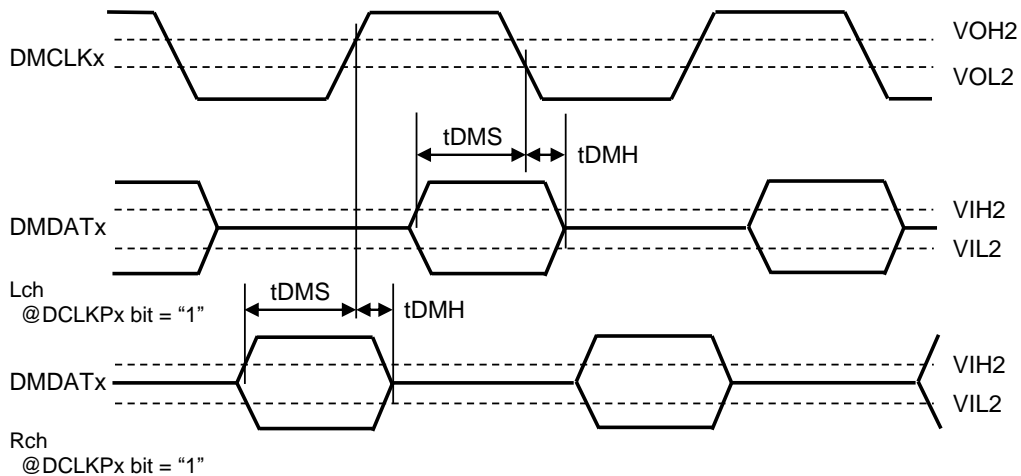 DMCLKx
VOH2
VOL2
tDMS
tDMH
DMDATx
VIH2
VIL2
Lch
@DCLKPx bit = “1”
tDMS
tDMH
DMDATx
VIH2
VIL2
Rch
@DCLKPx bit = “1”